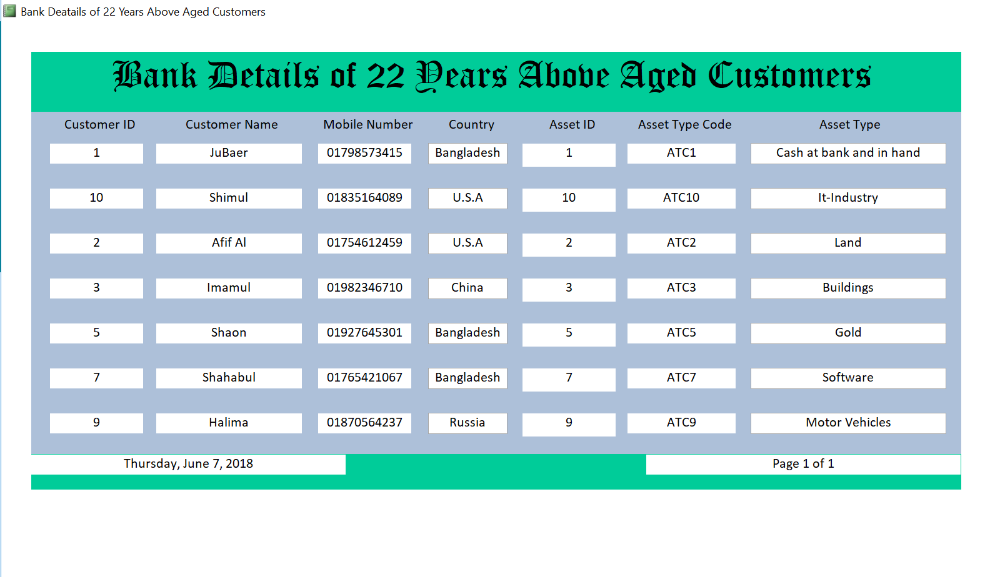 Bank Deatails of 22 Years Above Aged Customers
Bank Details of 22 Years Above Aged Customers
Customer ID Customer Name Mobile Number Country Asset ID Asset Type Code Asset Type
1 JuBaer 01798573415 Bangladesh 1 ATC1 Cash at bank and in hand
10 Shimul 01835164089 U.S.A 10 ATC10 It-Industry
2 Afif Al 01754612459 U.S.A 2 ATC2 Land
3 Imamul 01982346710 China 3 ATC3 Buildings
5 Shaon 01927645301 Bangladesh 5 ATC5 Gold
7 Shahabul 01765421067 Bangladesh 7 ATC7 Software
9 Halima 01870564237 Russia 9 ATC9 Motor Vehicles
Thursday, June 7, 2018 Page 1 of 1